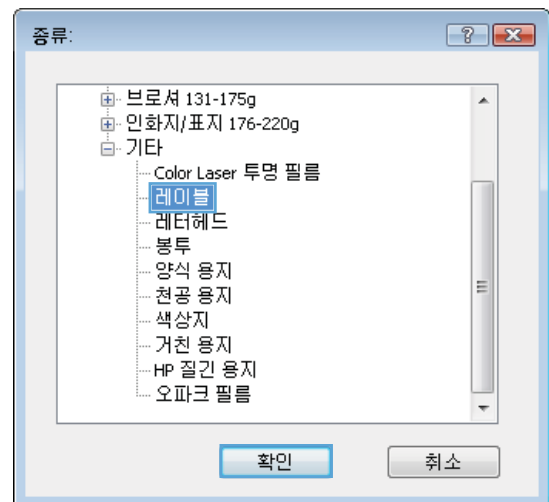 종류:
브로셔 131-175g
인화지/표지 176-220g
기타
Color Laser 투명 필름
레이블
레터헤드
봉투
양식 용지
천공 용지
색상지
거친 용지
HP 질긴 용지
오파크 필름
확인 취소